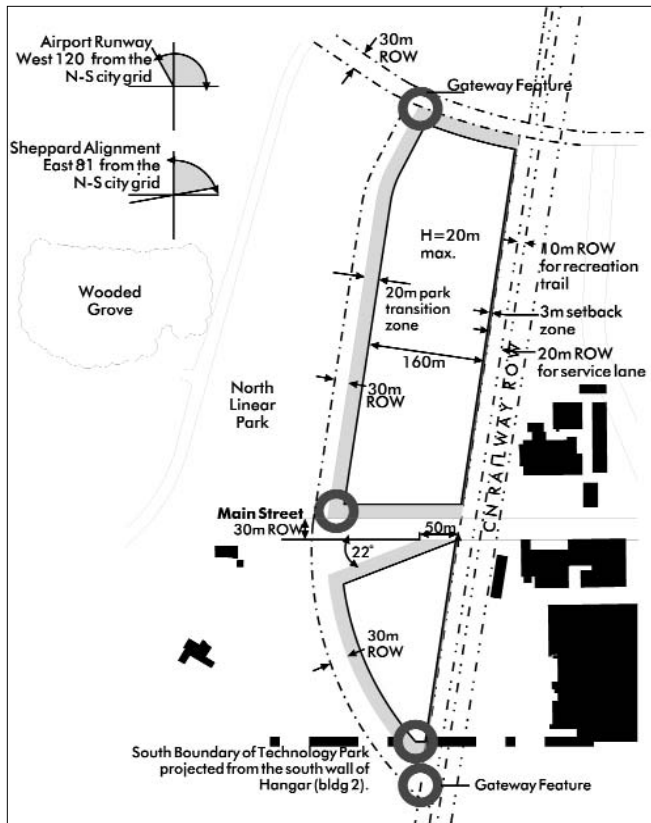 30m
ROW
Airport Runway
West 120 from the
N-S city grid
Gateway Feature
Sheppard Alignment
East 81 from the
N-S city grid
H=20m
max.
10m ROW
for recreation
trail
Wooded
Grove
20m park
transition
zone
3m setback
zone
160m
20m ROW
for service lane
30m
ROW
North
Linear
Park
CN RAILWAY ROW
Main Street
30m ROW
50m
22°
30m
ROW
South Boundary of Technology Park
projected from the south wall of
Hangar (bldg 2).
Gateway Feature